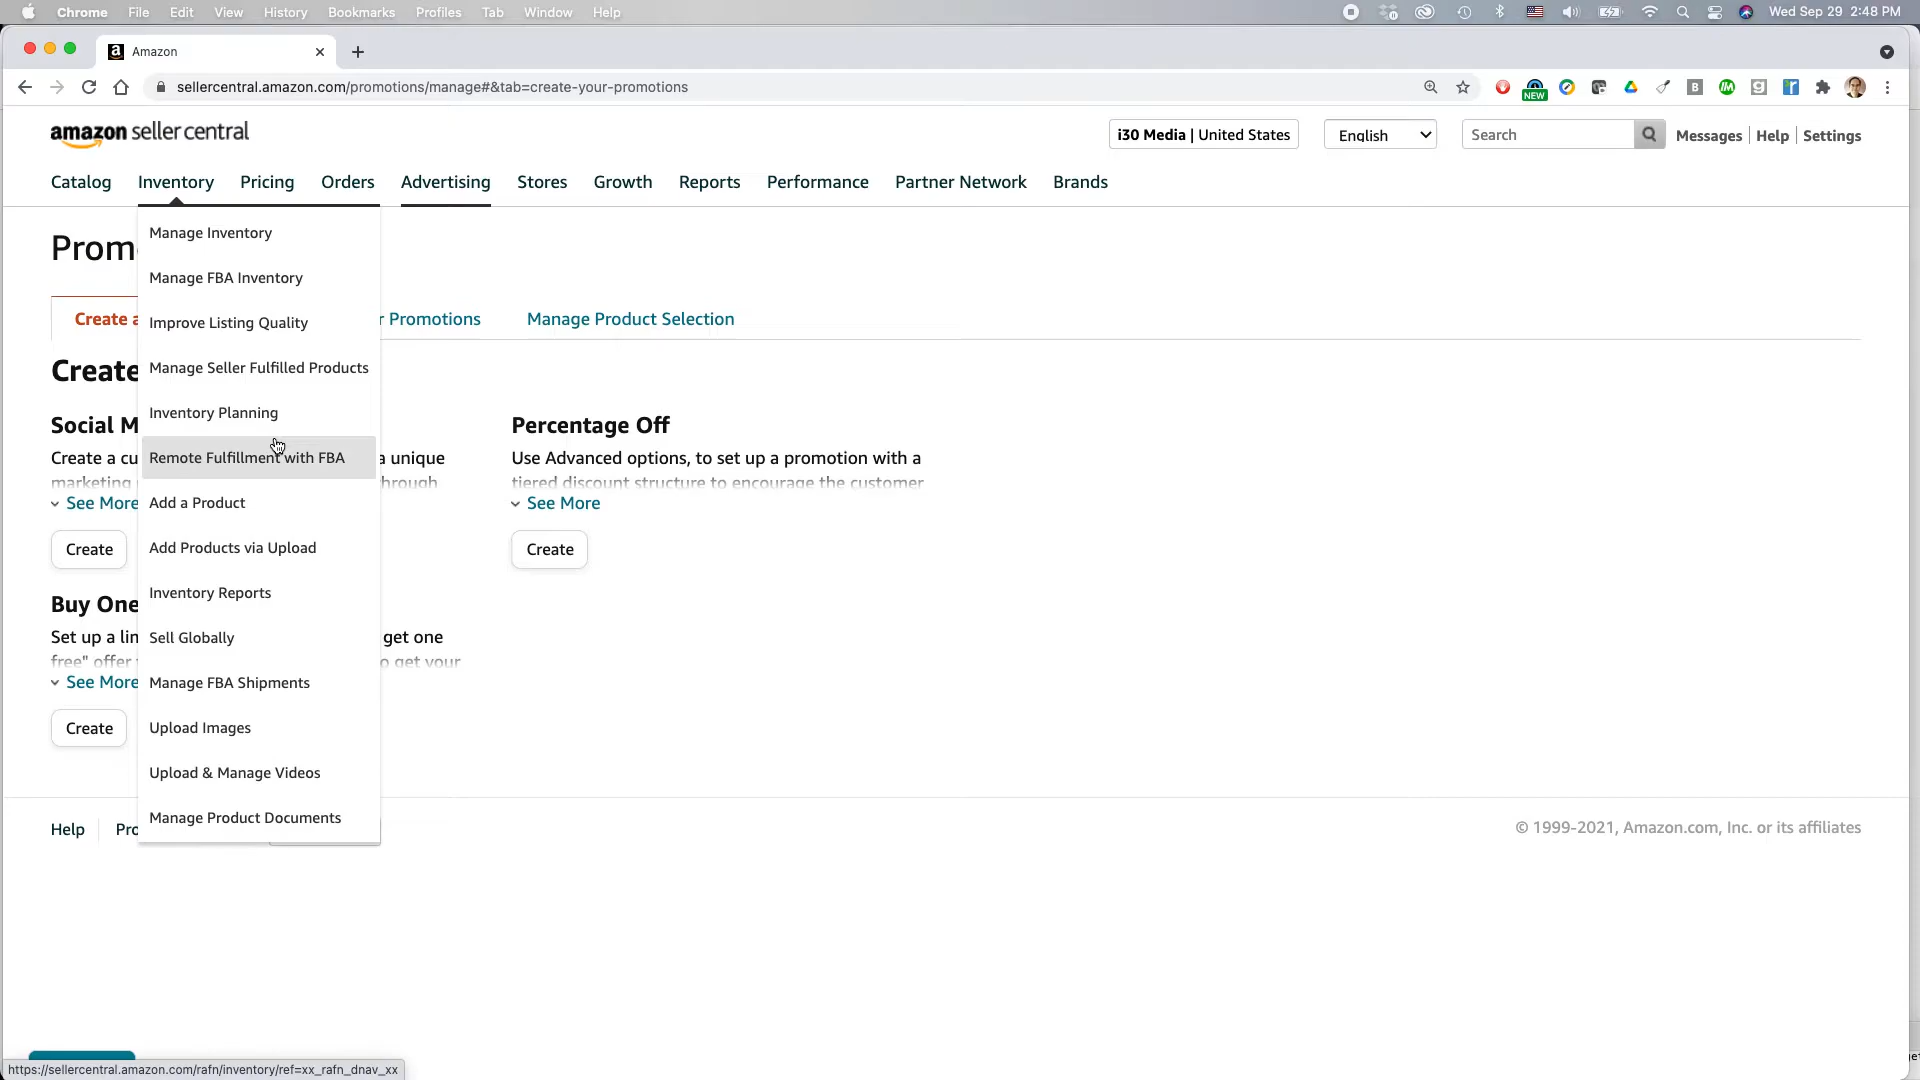 Chrome File Edit View History Bookmarks Profiles Tab Window Help Wed Sep 29 2:48 PM
Amazon
sellercentral.amazon.com/promotions/manage#&tab=create-your-promotions
NEW
amazon seller central
i30 Media | United States English Search Messages Help Settings
Catalog Inventory Pricing Orders Advertising Stores Growth Reports Performance Partner Network Brands
Manage Inventory
Manage FBA Inventory
Improve Listing Quality
Manage Seller Fulfilled Products
Inventory Planning
Remote Fulfillment with FBA
Add a Product
Add Products via Upload
Inventory Reports
Sell Globally
Manage FBA Shipments
Upload Images
Upload & Manage Videos
Manage Product Documents
Prom
Create a
r Promotions
Manage Product Selection
Create
Social M
Create a cu
a unique
marketing
hrough
See More
Create
Percentage Off
Use Advanced options, to set up a promotion with a
tiered discount structure to encourage the customer
See More
Create
Buy One
Set up a lin
get one
free" offer
o get your
See More
Create
Help Pro
© 1999-2021, Amazon.com, Inc. or its affiliates
https://sellercentral.amazon.com/rafn/inventory/ref=xx_rafn_dnav_xx